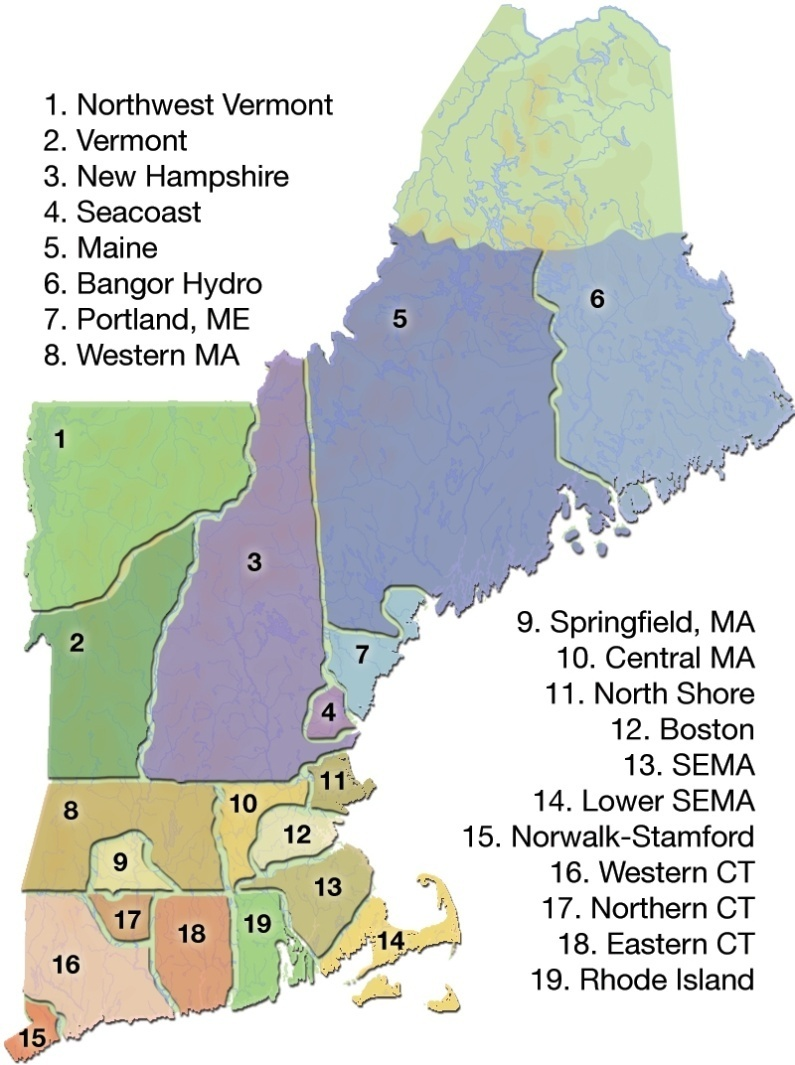 1. Northwest Vermont
2. Vermont
3. New Hampshire
4. Seacoast
5. Maine
6. Bangor Hydro
7. Portland, ME
8. Western MA
5
6
1
3
2
7
4
11
8
10
12
9
13
17
18
19
14
16
15
9. Springfield, MA
10. Central MA
11. North Shore
12. Boston
13. SEMA
14. Lower SEMA
15. Norwalk-Stamford
16. Western CT
17. Northern CT
18. Eastern CT
19. Rhode Island